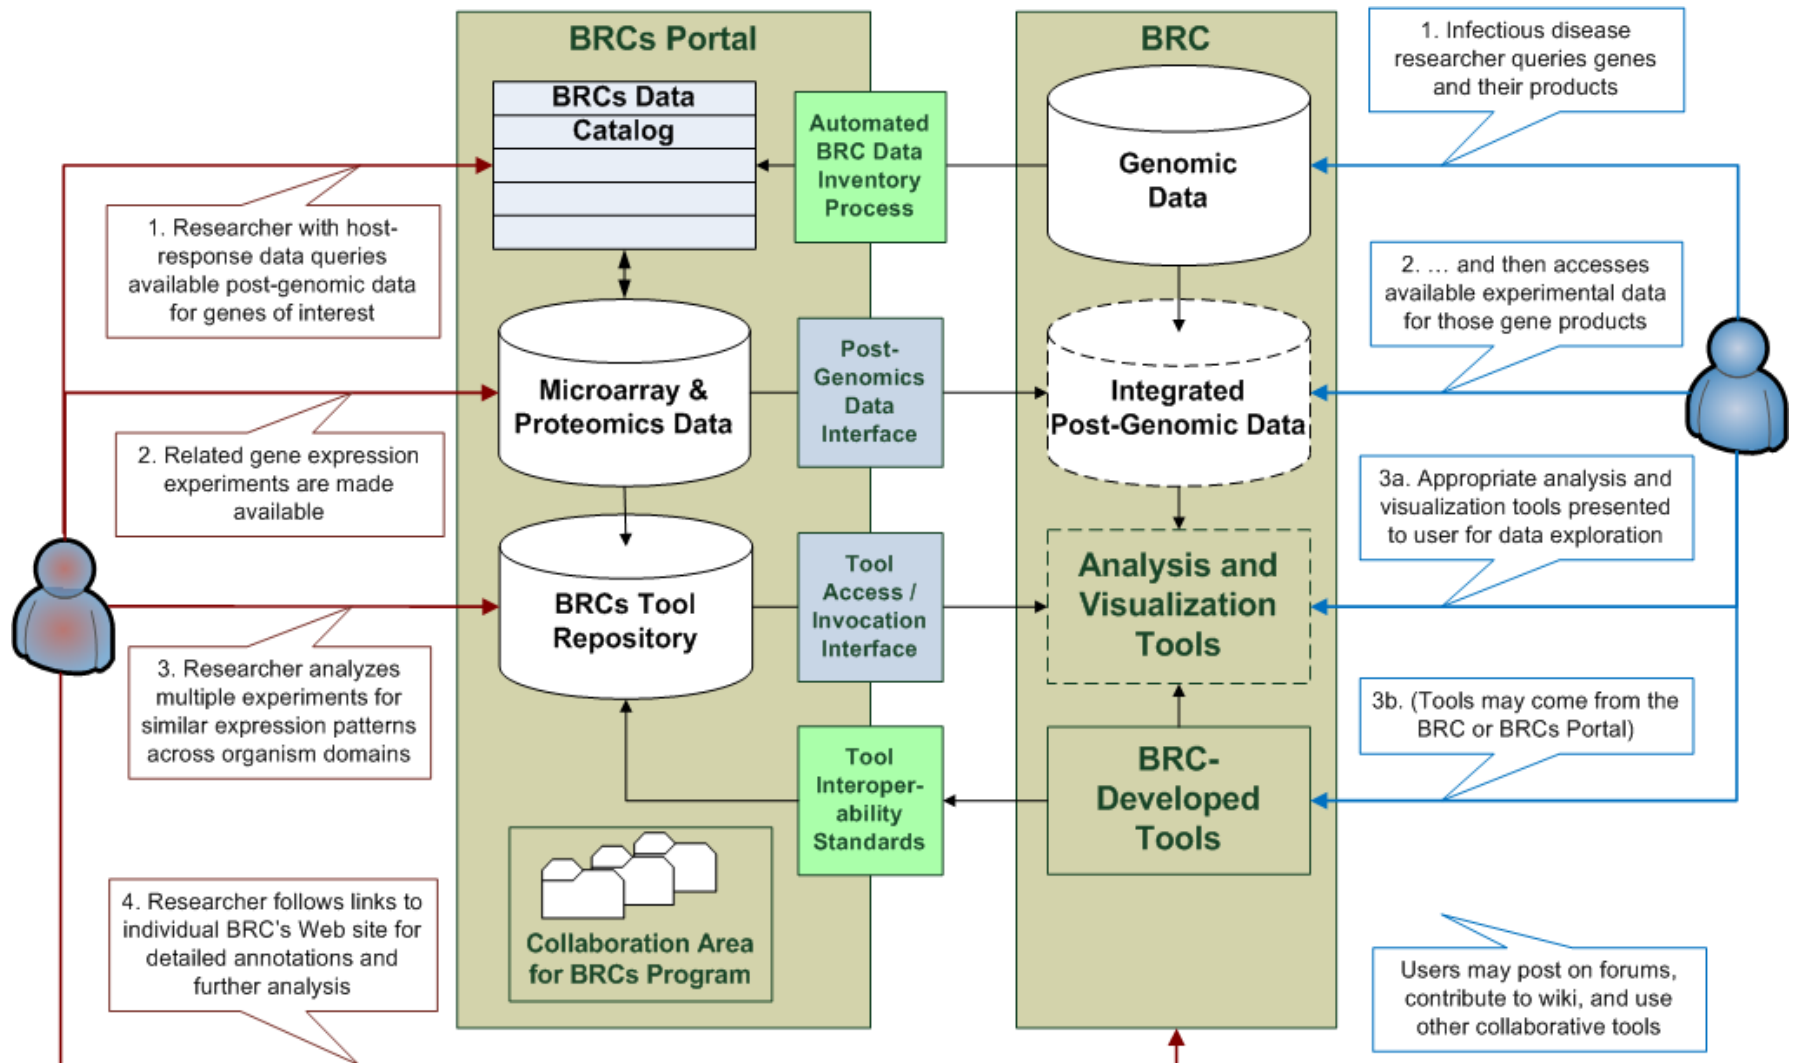 BRCs Portal
BRCs Data
Catalog
Microarray &
Proteomics Data
BRCs Tool
Repository
Collaboration Area
for BRCs Program
Automated
BRC Data
Inventory
Process
Post-
Genomics
Data
Interface
Tool
Access /
Invocation
Interface
Tool
Interoper-
ability
Standards
BRC
Genomic
Data
Integrated
Post-Genomic Data
Analysis and
Visualization
Tools
BRC-
Developed
Tools
1. Researcher with host-
response data queries
available post-genomic data
for genes of interest
2. Related gene expression
experiments are made
available
3. Researcher analyzes
multiple experiments for
similar expression patterns
across organism domains
4. Researcher follows links to
individual BRC's Web site for
detailed annotations and
further analysis
1. Infectious disease
researcher queries genes
and their products
2. ... and then accesses
available experimental data
for those gene products
3a. Appropriate analysis and
visualization tools presented
to user for data exploration
3b. (Tools may come from the
BRC or BRCs Portal)
Users may post on forums,
contribute to wiki, and use
other collaborative tools